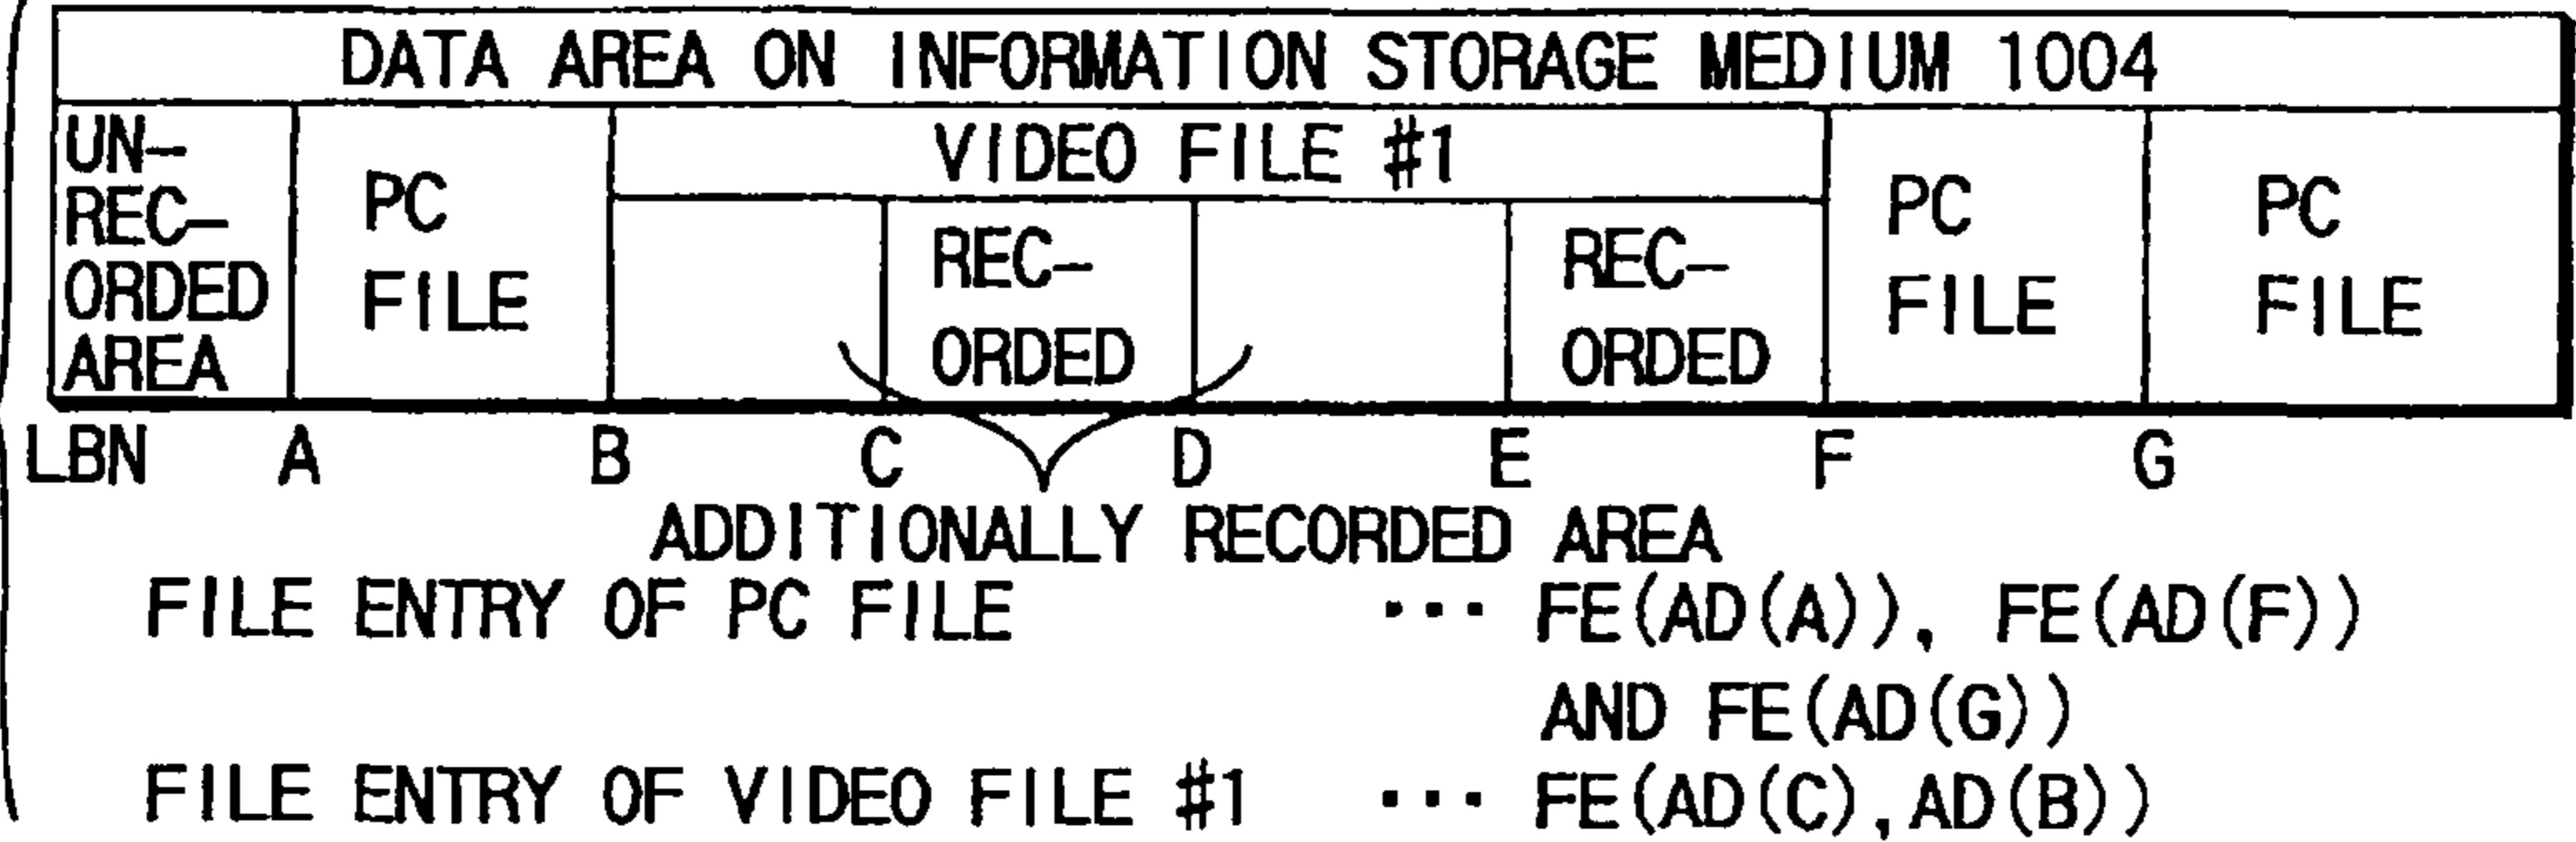 DATA AREA ON INFORMATION STORAGE MEDIUM 1004
UN-
REC-
ORDED
AREA
PC
FILE
VIDEO FILE #1
REC-
ORDED
REC-
ORDED
PC
FILE
PC
FILE
LBN A B C D E F G
ADDITIONALLY RECORDED AREA
FILE ENTRY OF PC FILE ··· FE(AD(A)), FE(AD(F))
AND FE(AD(G))
FILE ENTRY OF VIDEO FILE #1 ··· FE(AD(C),AD(B))